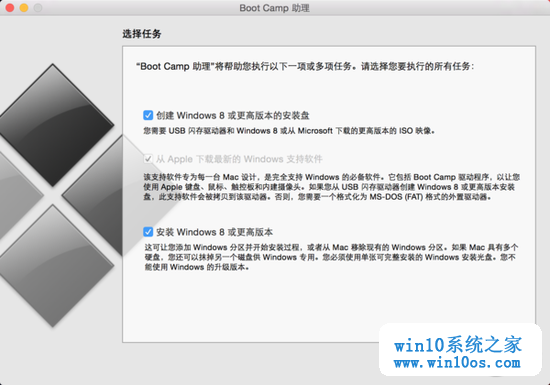 Boot Camp 助理
选择任务
“Boot Camp 助理”将帮助您执行以下一项或多项任务。请选择您要执行的所有任务：
创建 Windows 8 或更高版本的安装盘
您需要 USB 闪存驱动器和 Windows 8 或从 Microsoft 下载的更高版本的 ISO 映像。
从 Apple 下载最新的 Windows 支持软件
该支持软件专为每一台 Mac 设计，是完全支持 Windows 的必备软件。它包括 Boot Camp 驱动程序，以让您
使用 Apple 键盘、鼠标、触控板和内建摄像头。如果您从 USB 闪存驱动器创建 Windows 8 或更高版本安装
盘，此支持软件会被拷贝到该驱动器。否则，您需要一个格式化为 MS-DOS (FAT) 格式的外置驱动器。
安装 Windows 8 或更高版本
这可让您添加 Windows 分区并开始安装过程，或者从 Mac 移除现有的 Windows 分区。如果 Mac 具有多个
硬盘，您还可以抹掉另一个磁盘供 Windows 专用。您必须使用单张可完整安装的 Windows 安装光盘。您不
能使用 Windows 的升级版本。
win10系统之家
www.win10os.com